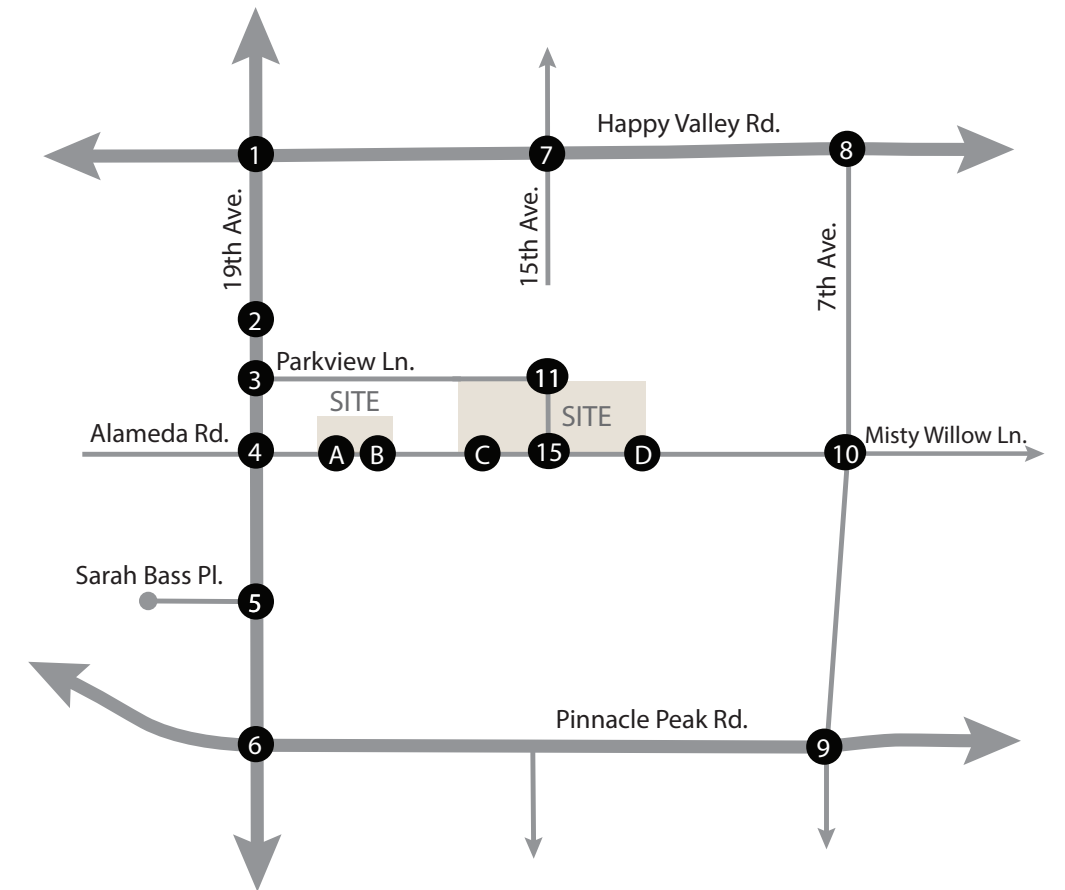 Happy Valley Rd.
1
7
8
19th Ave.
15th Ave.
7th Ave.
2
Parkview Ln.
3
11
SITE
SITE
Alameda Rd.
Misty Willow Ln.
4
A
B
C
15
D
10
Sarah Bass Pl.
5
Pinnacle Peak Rd.
6
9